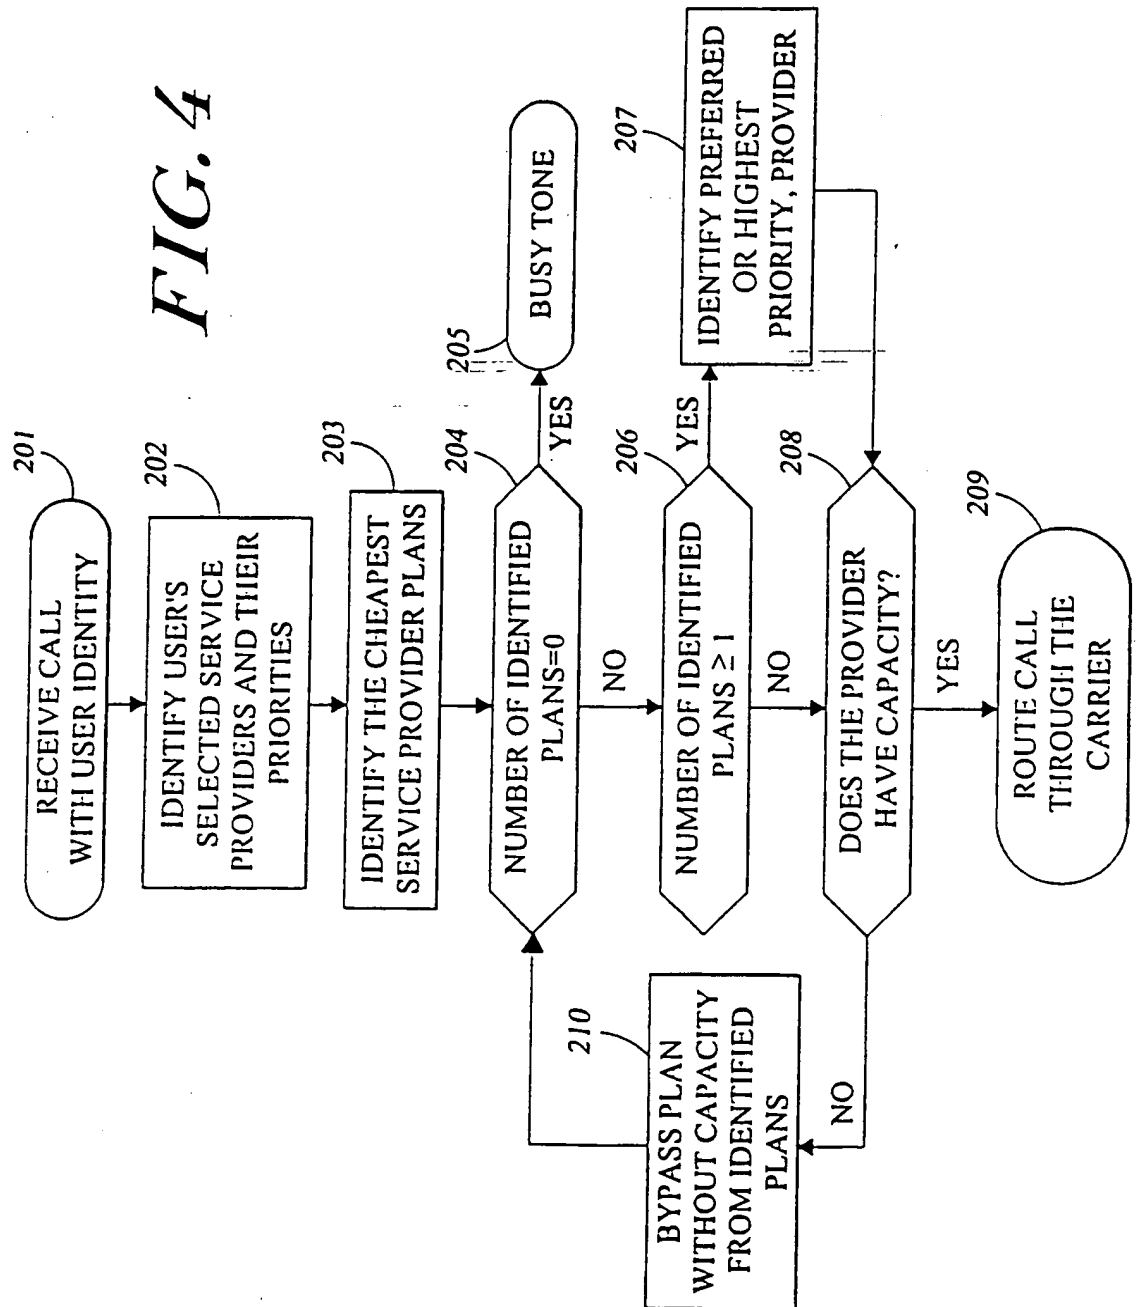 FIG. 4
201
RECEIVE CALL
WITH USER IDENTITY
202
IDENTIFY USER'S
SELECTED SERVICE
PROVIDERS AND THEIR
PRIORITIES
203
IDENTIFY THE CHEAPEST
SERVICE PROVIDER PLANS
204
NUMBER OF IDENTIFIED
PLANS=0
YES
205
BUSY TONE
NO
206
NUMBER OF IDENTIFIED
PLANS ≥ 1
YES
207
IDENTIFY PREFERRED
OR HIGHEST
PRIORITY, PROVIDER
NO
208
DOES THE PROVIDER
HAVE CAPACITY?
YES
209
ROUTE CALL
THROUGH THE
CARRIER
NO
210
BYPASS PLAN
WITHOUT CAPACITY
FROM IDENTIFIED
PLANS